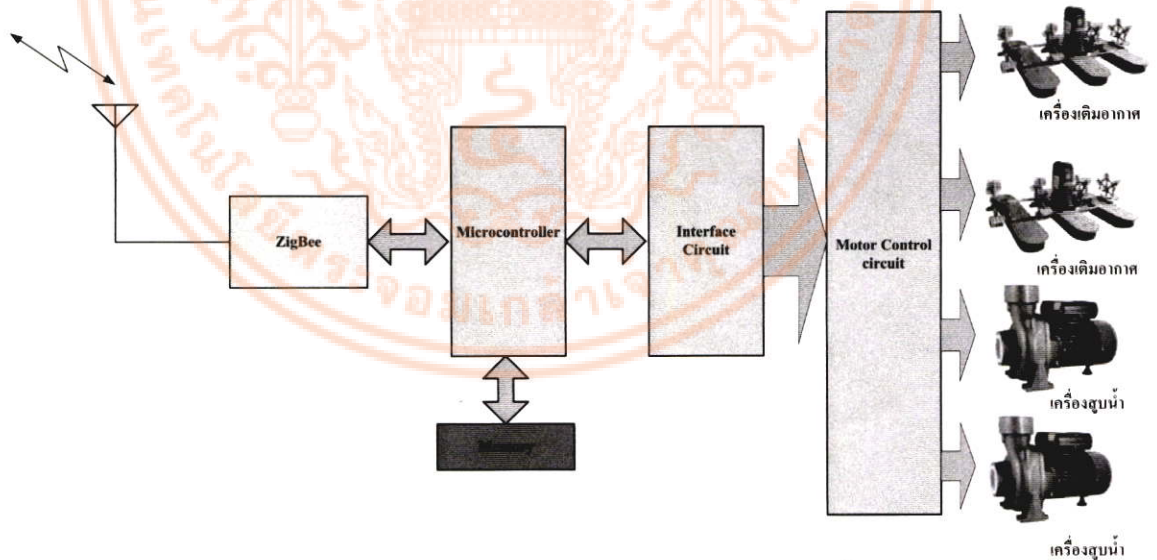 เครื่องเติมอากาศ
ZigBee
Microcontroller
Interface
Circuit
Motor Control
circuit
เครื่องเติมอากาศ
เครื่องสูบน้ำ
Memory
เครื่องสูบน้ำ